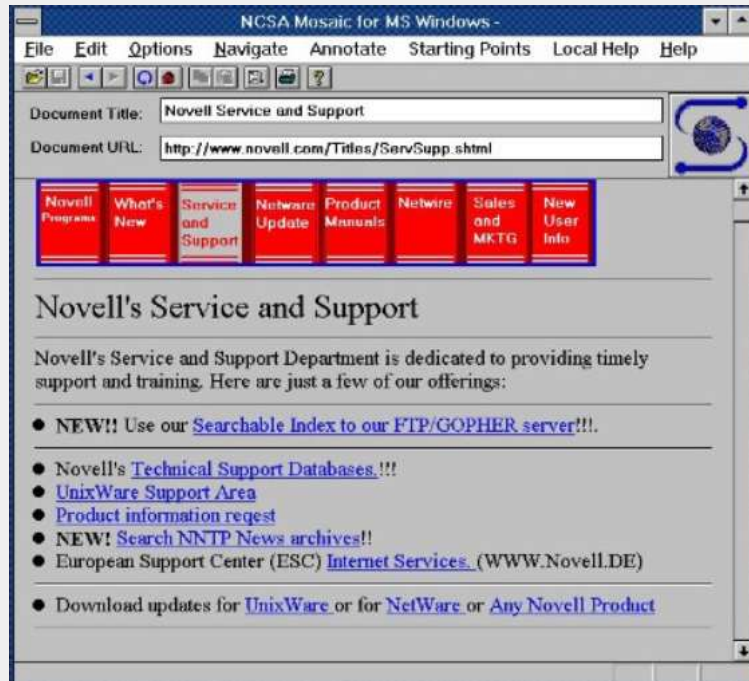 NCSA Mosaic for MS Windows -
File Edit Options Navigate Annotate Starting Points Local Help Help
Document Title: Novell Service and Support
Document URL: http://www.novell.com/Titles/ServSupp.shtml
Novell Programs
What's New
Service and Support
Netware Update
Product Manuals
Netwire
Sales and MKTG
New User Info
Novell's Service and Support
Novell's Service and Support Department is dedicated to providing timely
support and training. Here are just a few of our offerings:
NEW!! Use our Searchable Index to our FTP/GOPHER server!!!.
Novell's Technical Support Databases.!!!
UnixWare Support Area
Product information reqest
NEW! Search NNTP News archives!!
European Support Center (ESC) Internet Services. (WWW.Novell.DE)
Download updates for UnixWare or for NetWare or Any Novell Product